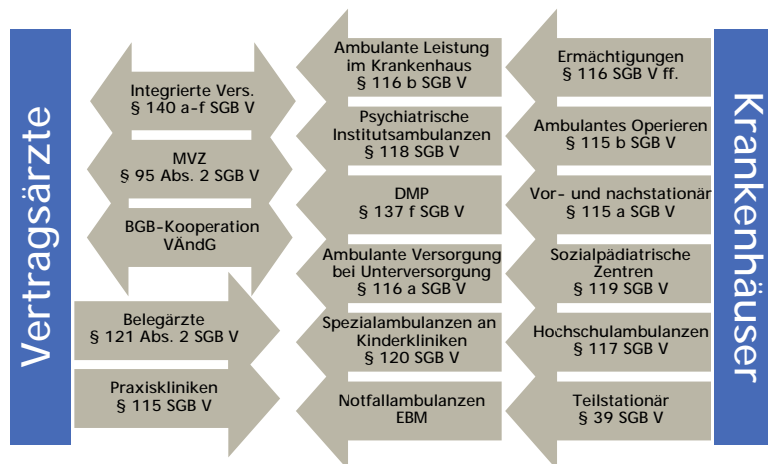 Vertragsärzte
Integrierte Vers.
§ 140 a-f SGB V
MVZ
§ 95 Abs. 2 SGB V
BGB-Kooperation
VÄndG
Belegärzte
§ 121 Abs. 2 SGB V
Praxiskliniken
§ 115 SGB V
Ambulante Leistung
im Krankenhaus
§ 116 b SGB V
Psychiatrische
Institutsambulanzen
§ 118 SGB V
DMP
§ 137 f SGB V
Ambulante Versorgung
bei Unterversorgung
§ 116 a SGB V
Spezialambulanzen an
Kinderkliniken
§ 120 SGB V
Notfallambulanzen
EBM
Ermächtigungen
§ 116 SGB V ff.
Ambulantes Operieren
§ 115 b SGB V
Vor- und nachstationär
§ 115 a SGB V
Sozialpädiatrische
Zentren
§ 119 SGB V
Hochschulambulanzen
§ 117 SGB V
Teilstationär
§ 39 SGB V
Krankenhäuser